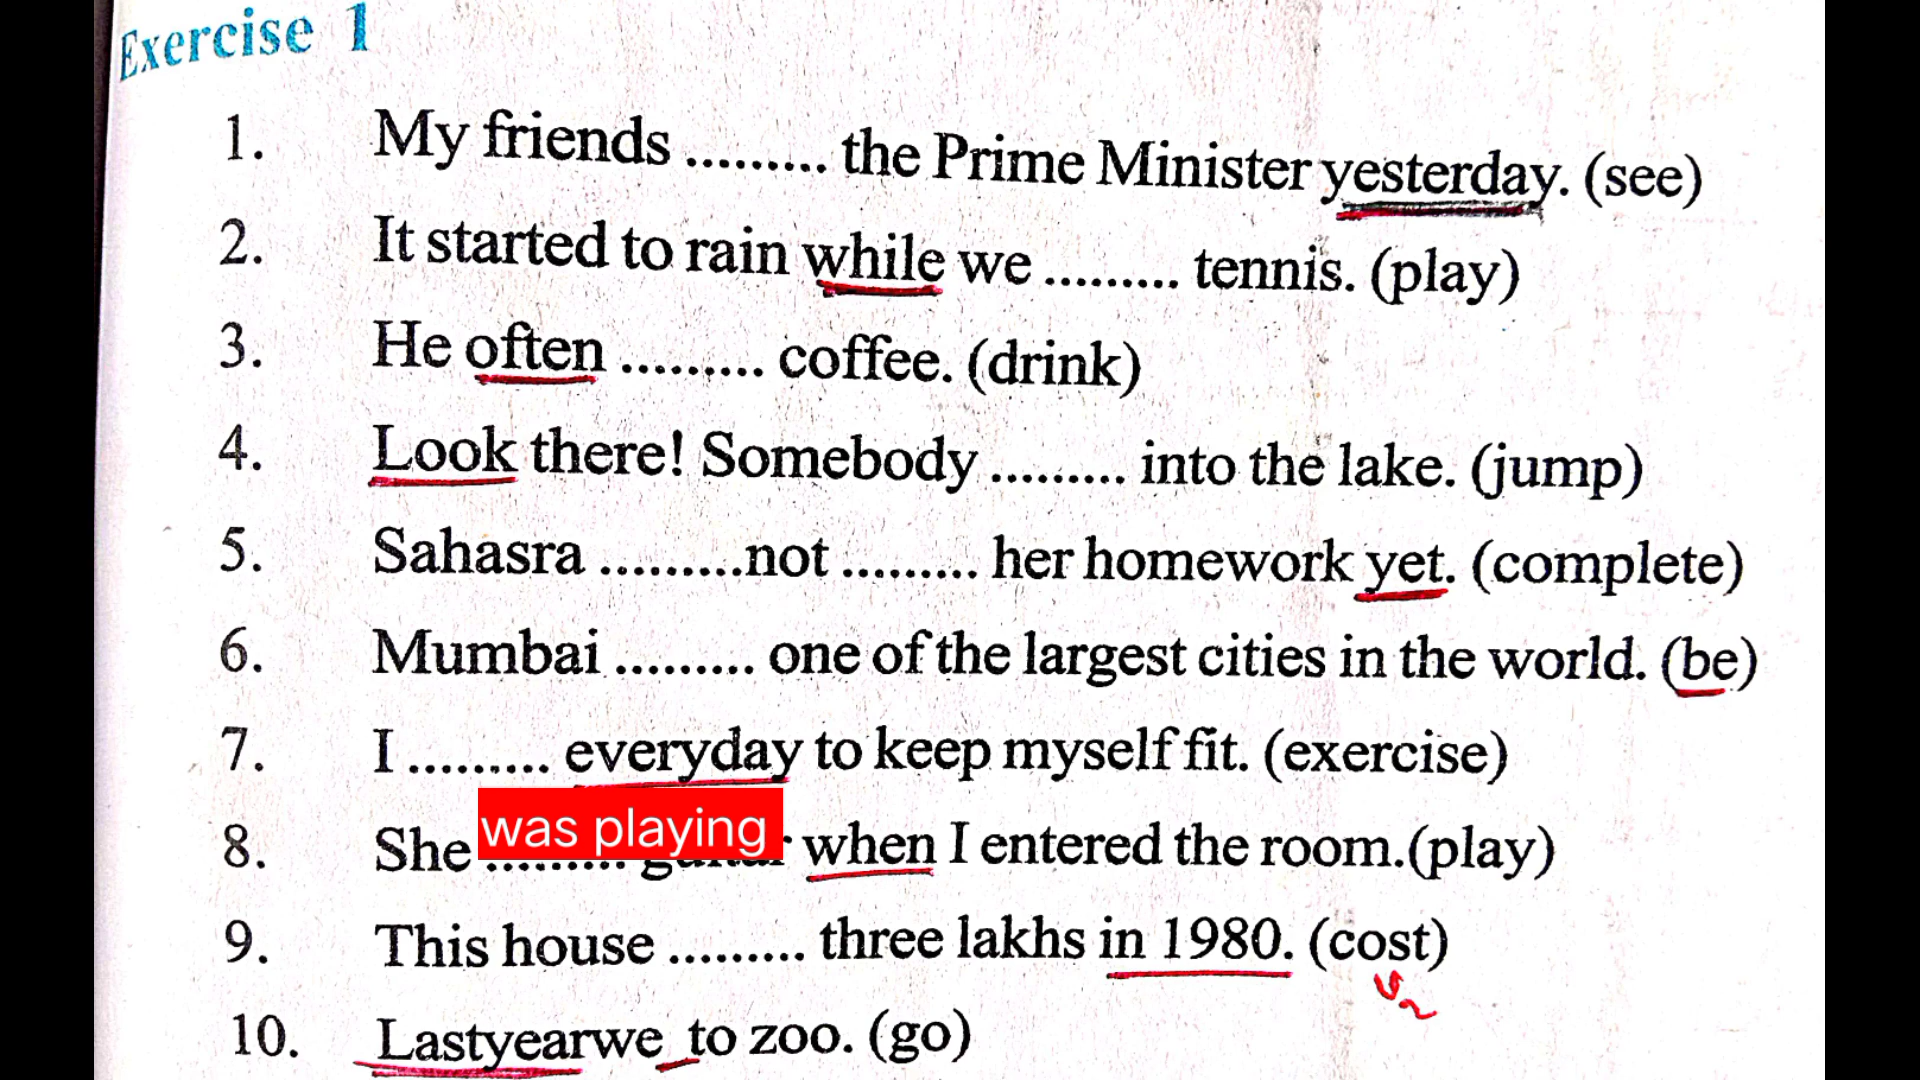 Exercise 1
1. My friends ......... the Prime Minister yesterday. (see)
2. It started to rain while we ......... tennis. (play)
3. He often ......... coffee. (drink)
4. Look there! Somebody ......... into the lake. (jump)
5. Sahasra .........not ......... her homework yet. (complete)
6. Mumbai ......... one of the largest cities in the world. (be)
7. I ......... everyday to keep myself fit. (exercise)
was playing
8. She ......... when I entered the room.(play)
9. This house ......... three lakhs in 1980. (cost)
V2
10. Lastyearwe to zoo. (go)